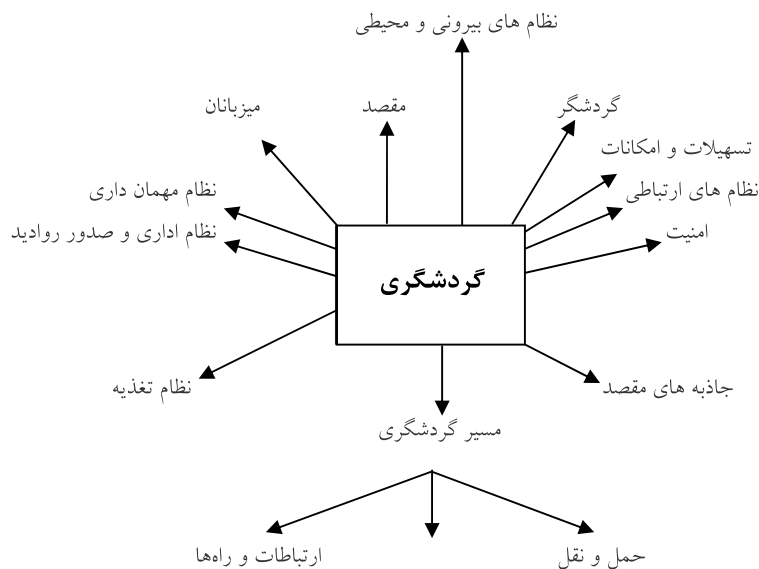 نظام های بیرونی و محیطی
گردشگر
مقصد
میزبانان
تسهیلات و امکانات
نظام های ارتباطی
نظام مهمان داری
امنیت
نظام اداری و صدور روادید
گردشگری
جاذبه های مقصد
نظام تغذیه
مسیر گردشگری
حمل و نقل
ارتباطات و راه‌ها